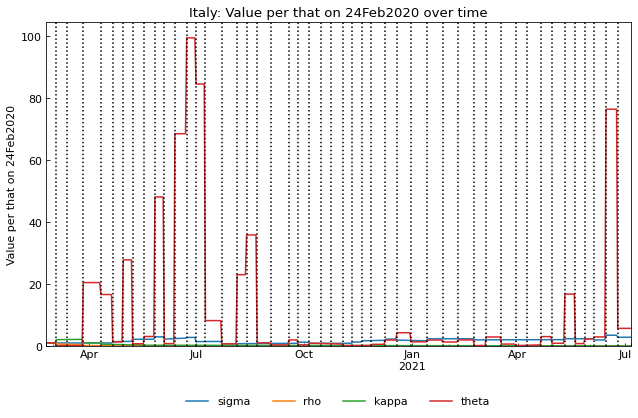 Italy: Value per that on 24Feb2020 over time
Value per that on 24Feb2020
100
80
60
40
20
0
Apr Jul Oct Jan Apr Jul
2021
sigma rho kappa theta